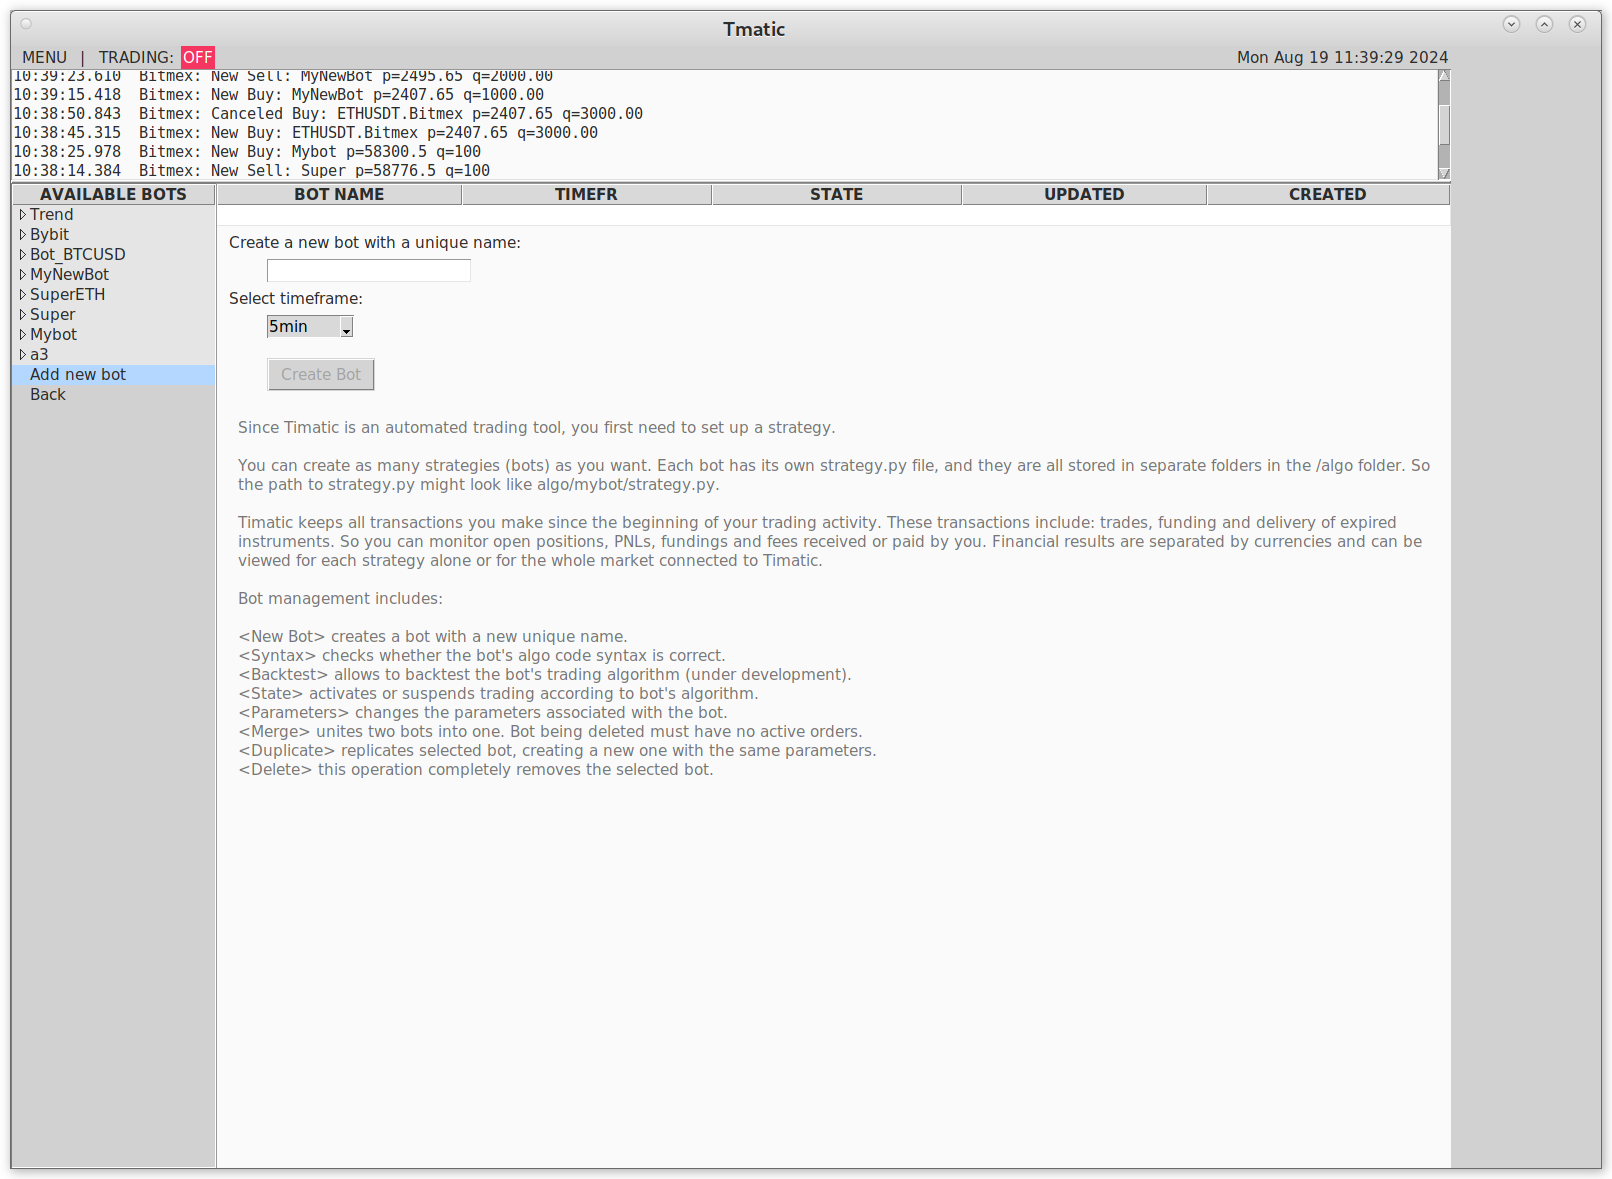 Tmatic
MENU | TRADING: OFF Mon Aug 19 11:39:29 2024
10:39:23.610 Bitmex: New Sell: MyNewBot p=2495.65 q=2000.00
10:39:15.418 Bitmex: New Buy: MyNewBot p=2407.65 q=1000.00
10:38:50.843 Bitmex: Canceled Buy: ETHUSDT.Bitmex p=2407.65 q=3000.00
10:38:45.315 Bitmex: New Buy: ETHUSDT.Bitmex p=2407.65 q=3000.00
10:38:25.978 Bitmex: New Buy: Mybot p=58300.5 q=100
10:38:14.384 Bitmex: New Sell: Super p=58776.5 q=100
AVAILABLE BOTS BOT NAME TIMEFR STATE UPDATED CREATED
Trend
Bybit
Bot_BTCUSD
MyNewBot
SuperETH
Super
Mybot
a3
Add new bot
Back
Create a new bot with a unique name:
Select timeframe:
5min
Create Bot
Since Timatic is an automated trading tool, you first need to set up a strategy.
You can create as many strategies (bots) as you want. Each bot has its own strategy.py file, and they are all stored in separate folders in the /algo folder. So
the path to strategy.py might look like algo/mybot/strategy.py.
Timatic keeps all transactions you make since the beginning of your trading activity. These transactions include: trades, funding and delivery of expired
instruments. So you can monitor open positions, PNLs, fundings and fees received or paid by you. Financial results are separated by currencies and can be
viewed for each strategy alone or for the whole market connected to Timatic.
Bot management includes:
<New Bot> creates a bot with a new unique name.
<Syntax> checks whether the bot's algo code syntax is correct.
<Backtest> allows to backtest the bot's trading algorithm (under development).
<State> activates or suspends trading according to bot's algorithm.
<Parameters> changes the parameters associated with the bot.
<Merge> unites two bots into one. Bot being deleted must have no active orders.
<Duplicate> replicates selected bot, creating a new one with the same parameters.
<Delete> this operation completely removes the selected bot.